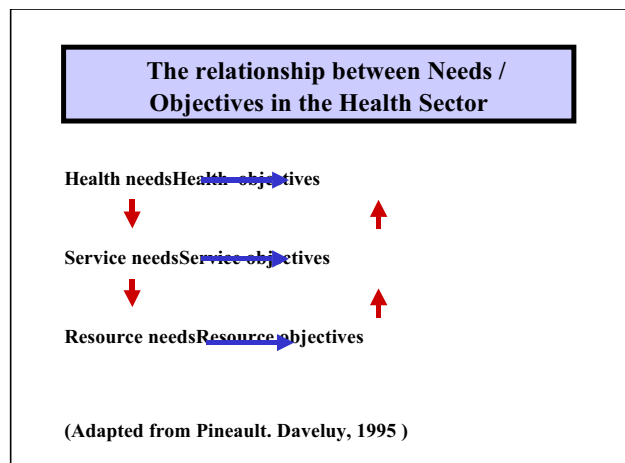 The relationship between Needs /
Objectives in the Health Sector
Health needsHealth objectives
Service needsService objectives
Resource needsResource objectives
(Adapted from Pineault. Daveluy, 1995 )